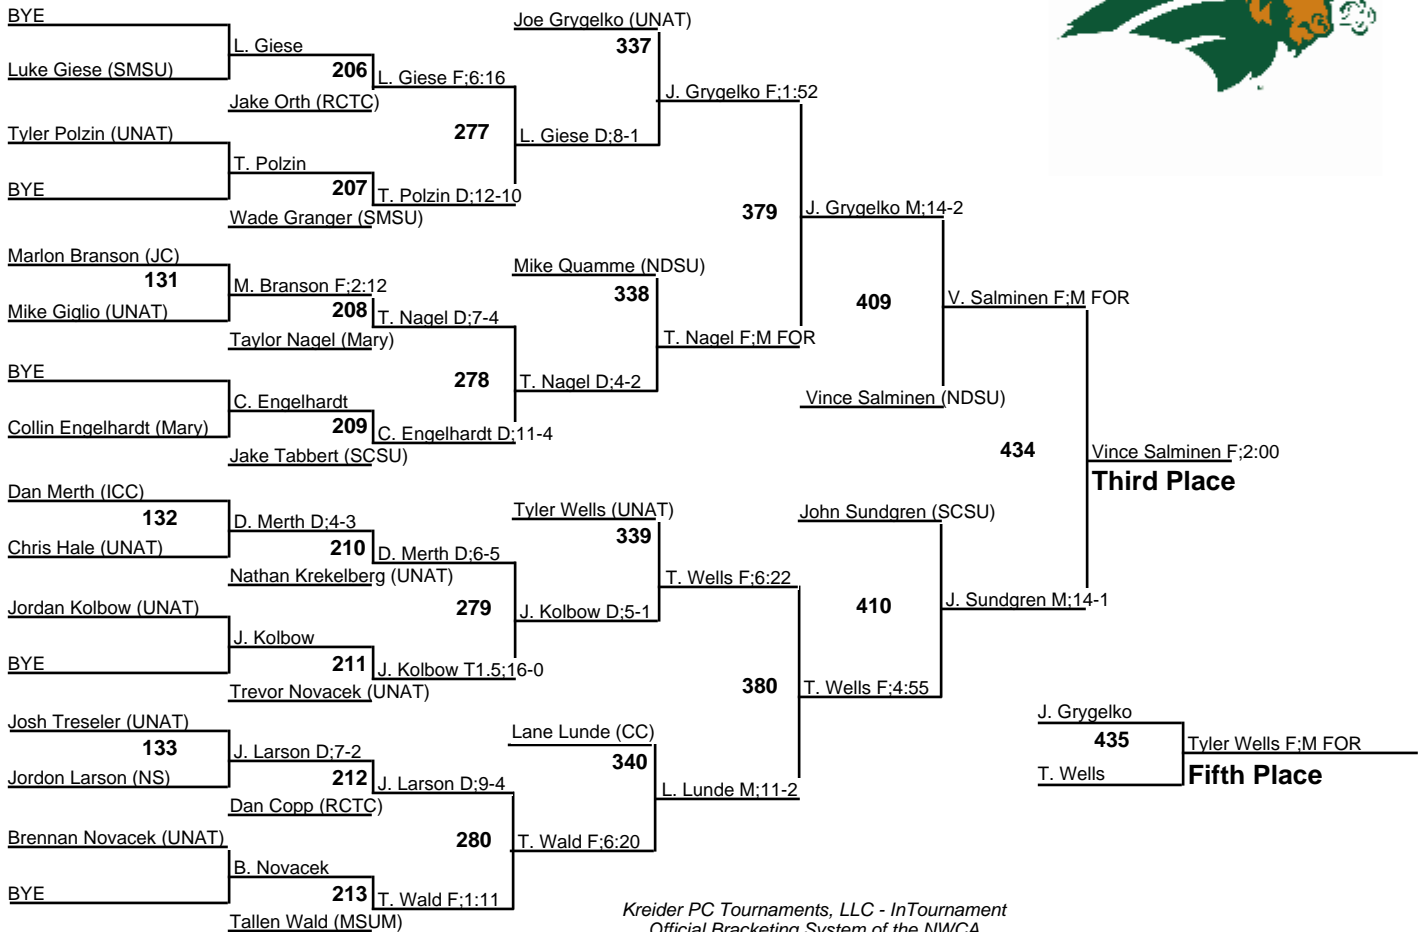 BYE
Luke Giese (SMSU)
L. Giese
206
Jake Orth (RCTC)
L. Giese F;6:16
Tyler Polzin (UNAT)
BYE
T. Polzin
207
Wade Granger (SMSU)
T. Polzin D;12-10
277
L. Giese D;8-1
Joe Grygelko (UNAT)
337
J. Grygelko F;1:52
Marlon Branson (JC)
131
Mike Giglio (UNAT)
M. Branson F;2:12
208
Taylor Nagel (Mary)
T. Nagel D;7-4
BYE
Collin Engelhardt (Mary)
C. Engelhardt
209
Jake Tabbert (SCSU)
C. Engelhardt D;11-4
278
T. Nagel D;4-2
Mike Quamme (NDSU)
338
T. Nagel F;M FOR
379
J. Grygelko M;14-2
409
Vince Salminen (NDSU)
V. Salminen F;M FOR
Dan Merth (ICC)
132
Chris Hale (UNAT)
D. Merth D;4-3
210
Nathan Krekelberg (UNAT)
D. Merth D;6-5
Jordan Kolbow (UNAT)
BYE
J. Kolbow
211
Trevor Novacek (UNAT)
J. Kolbow T1.5;16-0
279
J. Kolbow D;5-1
Tyler Wells (UNAT)
339
T. Wells F;6:22
Josh Treseler (UNAT)
133
Jordon Larson (NS)
J. Larson D;7-2
212
Dan Copp (RCTC)
J. Larson D;9-4
Brennan Novacek (UNAT)
BYE
B. Novacek
213
Tallen Wald (MSUM)
T. Wald F;1:11
280
T. Wald F;6:20
Lane Lunde (CC)
340
L. Lunde M;11-2
380
T. Wells F;4:55
John Sundgren (SCSU)
410
J. Sundgren M;14-1
434
Vince Salminen F;2:00
Third Place
J. Grygelko
435
T. Wells
Tyler Wells F;M FOR
Fifth Place
Kreider PC Tournaments, LLC - InTournament
Official Bracketing System of the NWCA